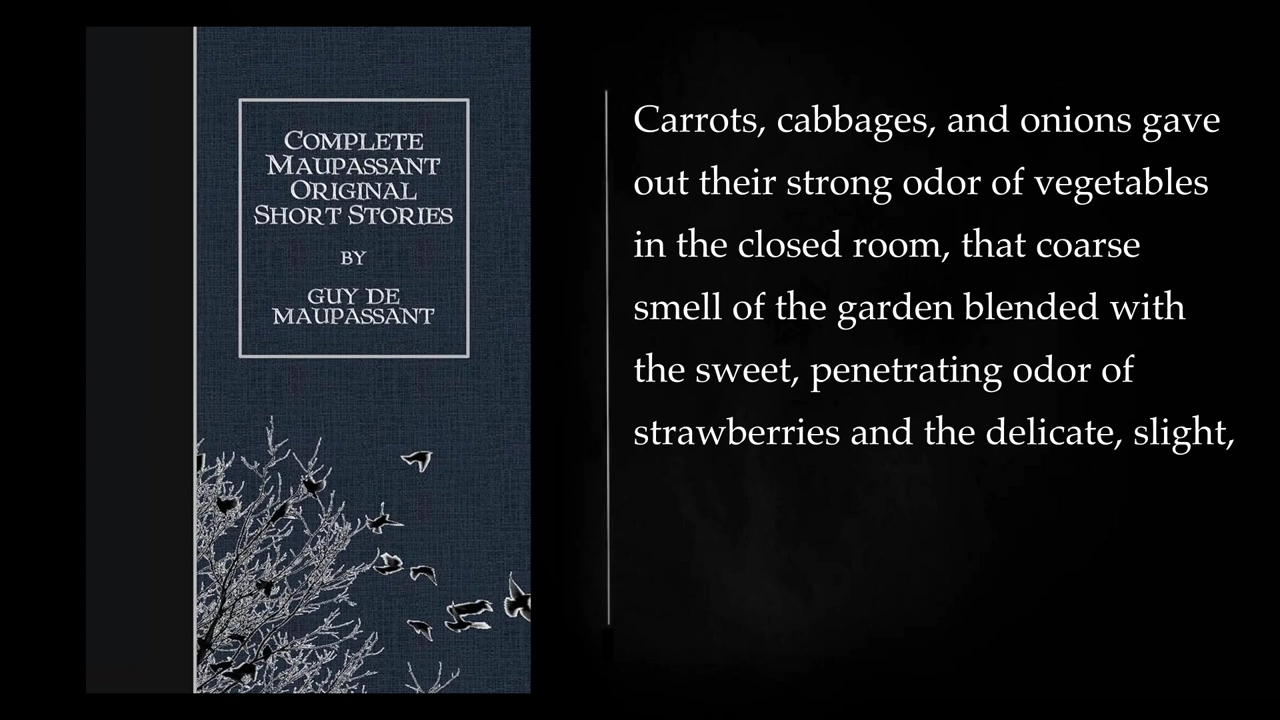 COMPLETE
MAUPASSANT
ORIGINAL
SHORT STORIES
BY
GUY DE
MAUPASSANT
Carrots, cabbages, and onions gave
out their strong odor of vegetables
in the closed room, that coarse
smell of the garden blended with
the sweet, penetrating odor of
strawberries and the delicate, slight,